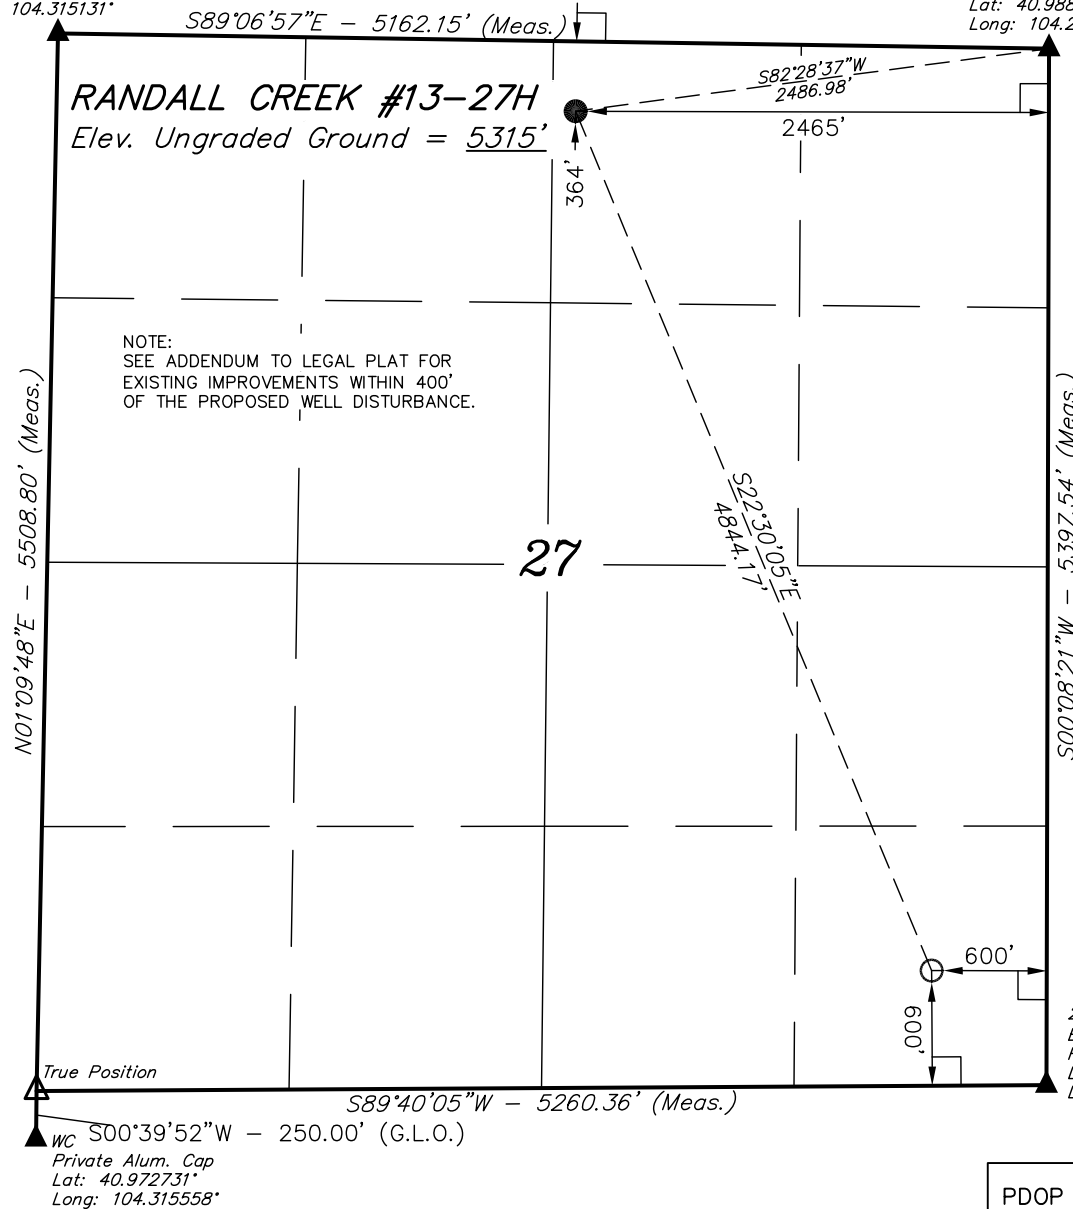 104.315131°
S89°06'57"E - 5162.15' (Meas.)
Lat: 40.988
Long: 104.2
RANDALL CREEK #13-27H
Elev. Ungraded Ground = 5315'
S82°28'37"W
2486.98'
2465'
364'
NOTE:
SEE ADDENDUM TO LEGAL PLAT FOR
EXISTING IMPROVEMENTS WITHIN 400'
OF THE PROPOSED WELL DISTURBANCE.
N01°09'48"E - 5508.80' (Meas.)
S00°08'21"W - 5397.54' (Meas.)
27
S22°30'05"E
4844.17'
600'
600'
True Position
S89°40'05"W - 5260.36' (Meas.)
S00°39'52"W - 250.00' (G.L.O.)
WC
Private Alum. Cap
Lat: 40.972731°
Long: 104.315558°
PDOP